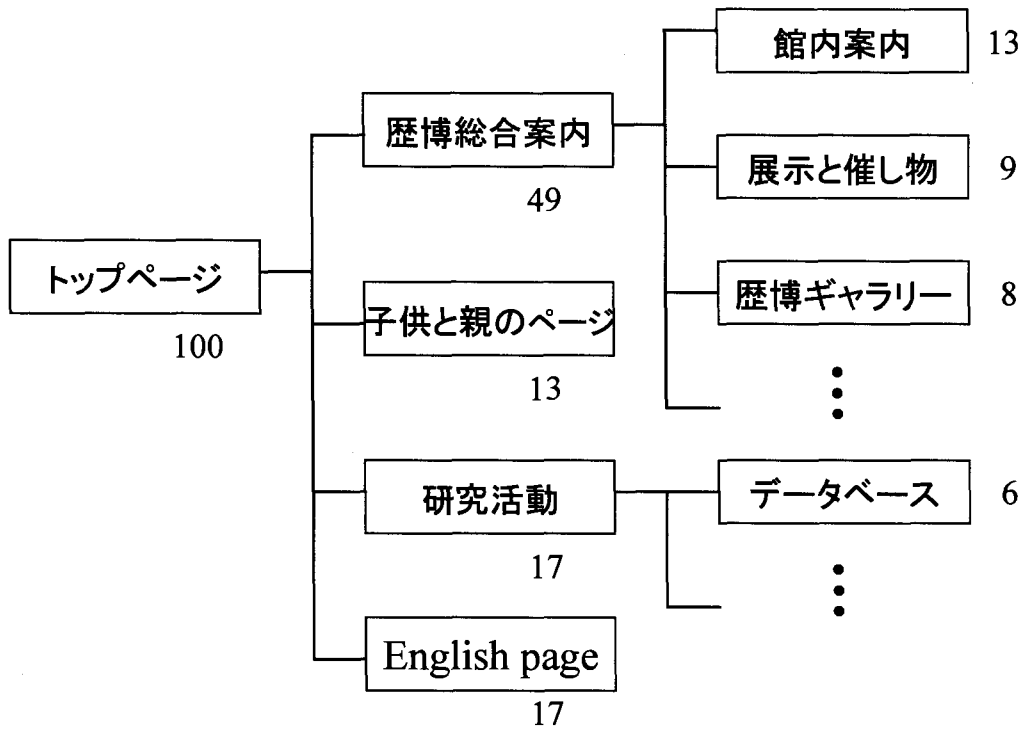 トップページ
100
歴博総合案内
49
子供と親のページ
13
研究活動
17
English page
17
館内案内
13
展示と催し物
9
歴博ギャラリー
8
データベース
6